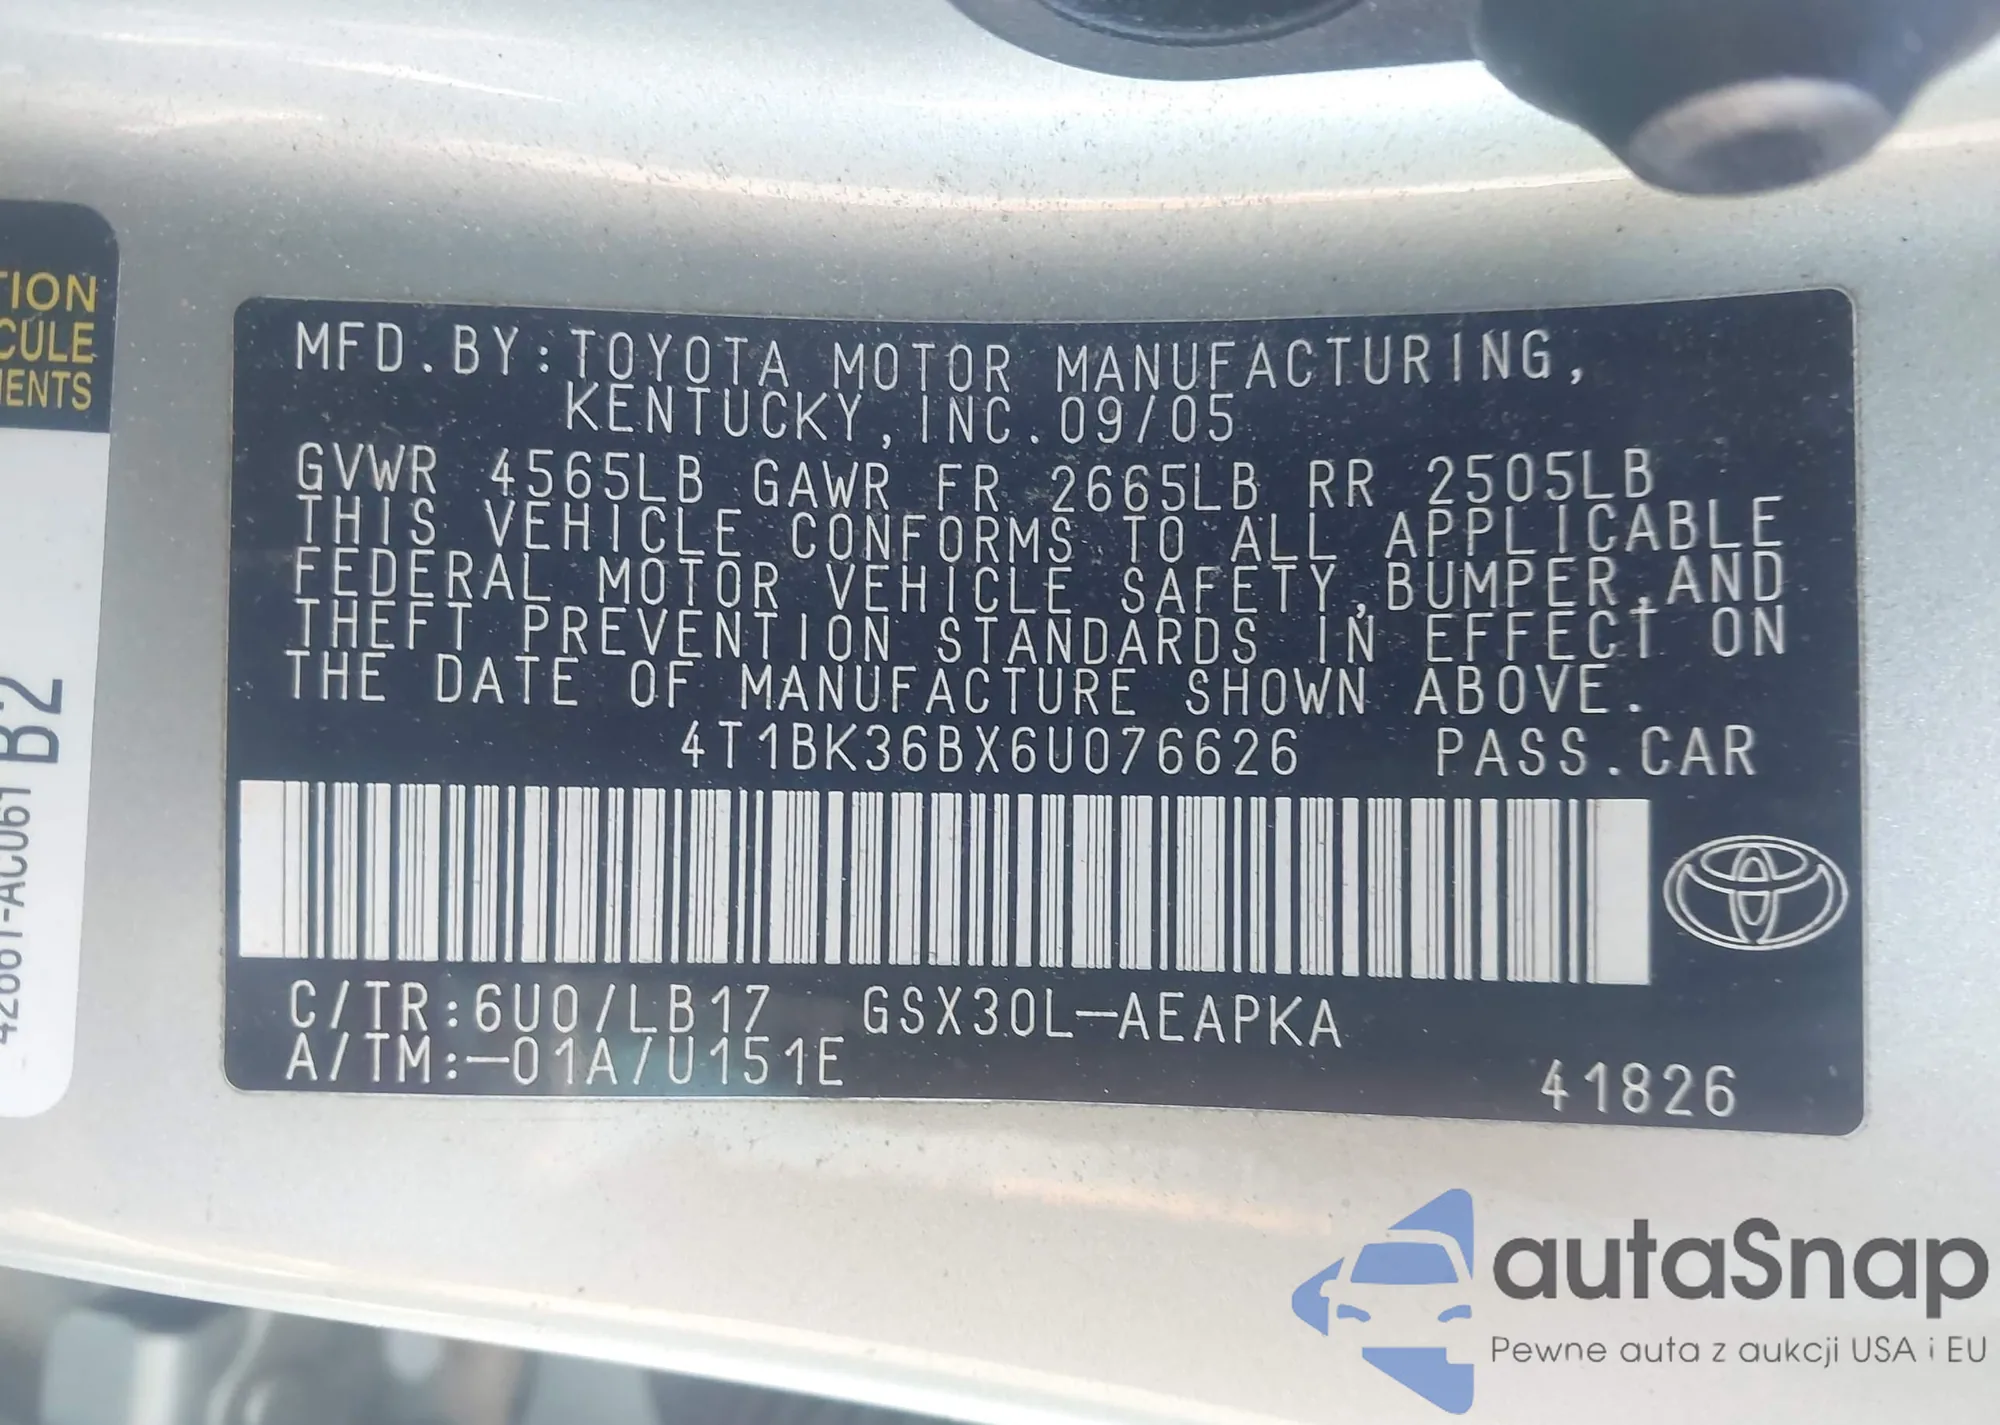 TION
CULE
MENTS
B2
42661-ACU61
MFD.BY:TOYOTA MOTOR MANUFACTURING,
KENTUCKY,INC.09/05
GVWR 4565LB GAWR FR 2665LB RR 2505LB
THIS VEHICLE CONFORMS TO ALL APPLICABLE
FEDERAL MOTOR VEHICLE SAFETY,BUMPER,AND
THEFT PREVENTION STANDARDS IN EFFECT ON
THE DATE OF MANUFACTURE SHOWN ABOVE.
4T1BK36BX6U076626 PASS.CAR
C/TR:6U0/LB17 GSX30L—AEAPKA
A/TM:—01A/U151E
41826
autaSnap
Pewne auta z aukcji USA i EU